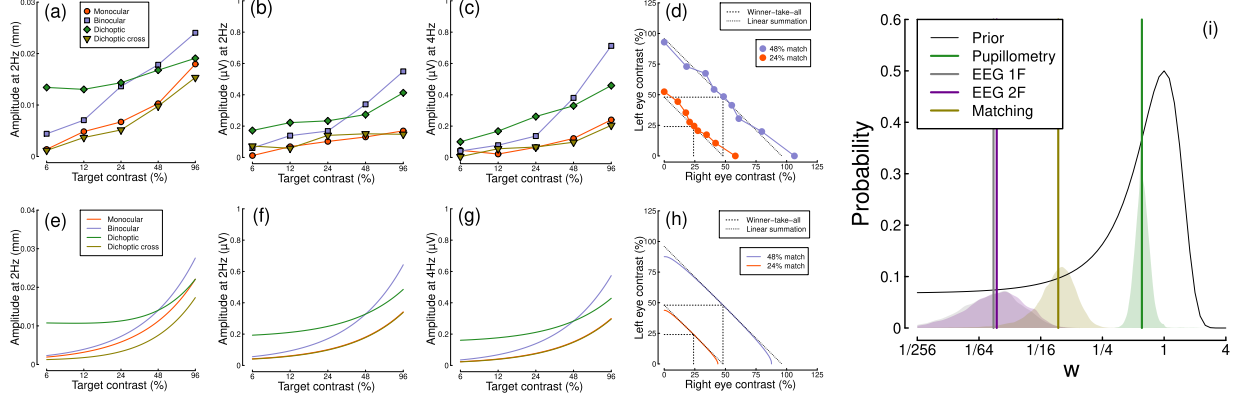 (a)
Amplitude at 2Hz (mm)
0.03
0.02
0.01
0
Monocular
Binocular
Dichoptic
Dichoptic cross
6 12 24 48 96
Target contrast (%)
(b)
Amplitude (µV) at 2Hz
1
0.8
0.6
0.4
0.2
0
6 12 24 48 96
Target contrast (%)
(c)
Amplitude (µV) at 4Hz
1
0.8
0.6
0.4
0.2
0
6 12 24 48 96
Target contrast (%)
(d)
Left eye contrast (%)
125
100
75
50
25
0
Winner-take-all
Linear summation
48% match
24% match
0 25 50 75 100 125
Right eye contrast (%)
(e)
Amplitude at 2Hz (mm)
0.04
0.03
0.02
0.01
0
Monocular
Binocular
Dichoptic
Dichoptic cross
6 12 24 48 96
Target contrast (%)
(f)
Amplitude at 2Hz (µV)
1
0.8
0.6
0.4
0.2
0
6 12 24 48 96
Target contrast (%)
(g)
Amplitude at 4Hz (µV)
1
0.8
0.6
0.4
0.2
0
6 12 24 48 96
Target contrast (%)
(h)
Left eye contrast (%)
125
100
75
50
25
0
Winner-take-all
Linear summation
48% match
24% match
0 25 50 75 100 125
Right eye contrast (%)
(i)
Probability
0.6
0.5
0.4
0.3
0.2
0.1
0
Prior
Pupillometry
EEG 1F
EEG 2F
Matching
1/256 1/64 1/16 1/4 1 4
w